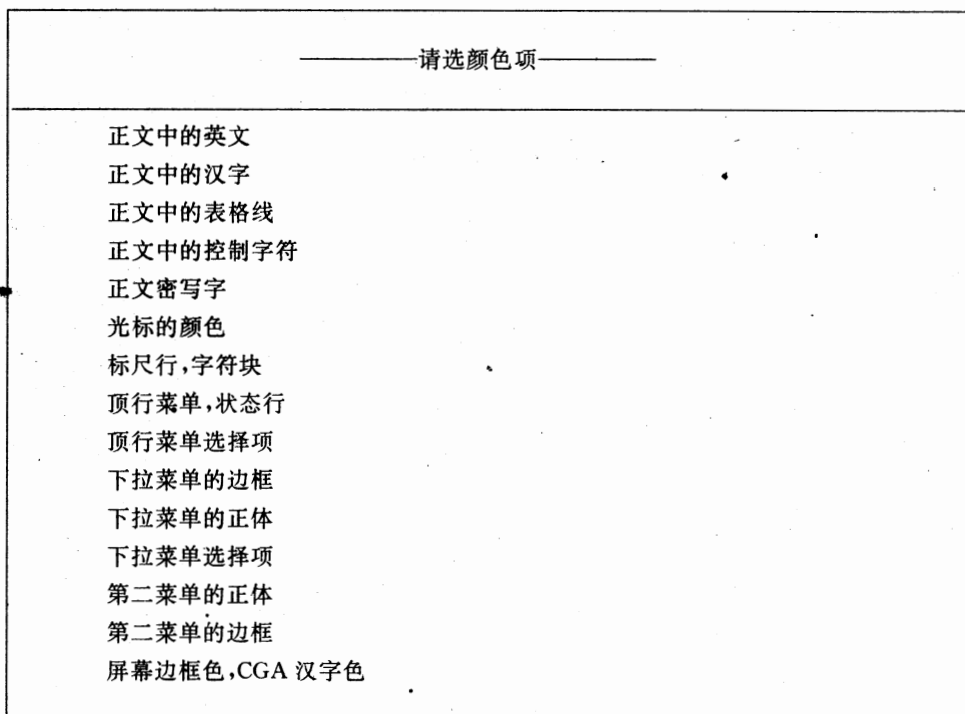 ————请选颜色项————
正文中的英文
正文中的汉字
正文中的表格线
正文中的控制字符
正文密写字
光标的颜色
标尺行,字符块
顶行菜单,状态行
顶行菜单选择项
下拉菜单的边框
下拉菜单的正体
下拉菜单选择项
第二菜单的正体
第二菜单的边框
屏幕边框色,CGA 汉字色